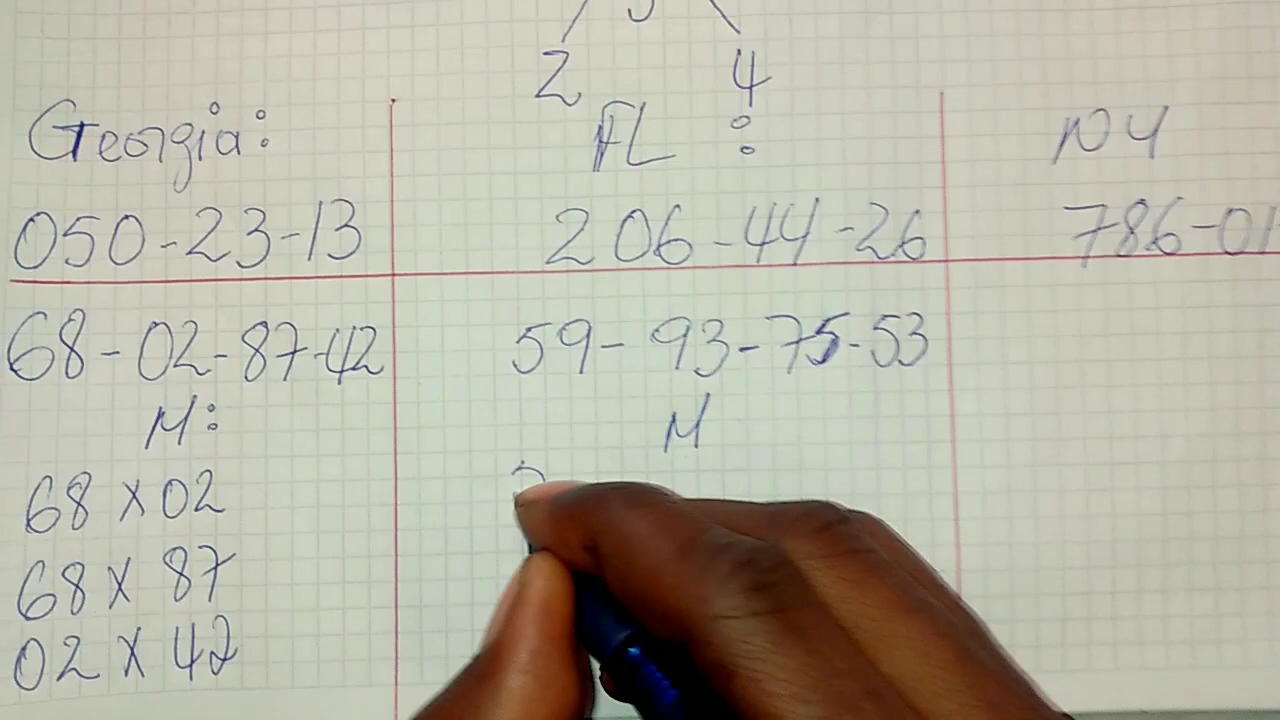 2 4
Georgia: FL : NY
050-23-13 206-44-26 786-01
68-02-87-42 59-93-75-53
M: M
68 x 02
68 x 87
02 x 42